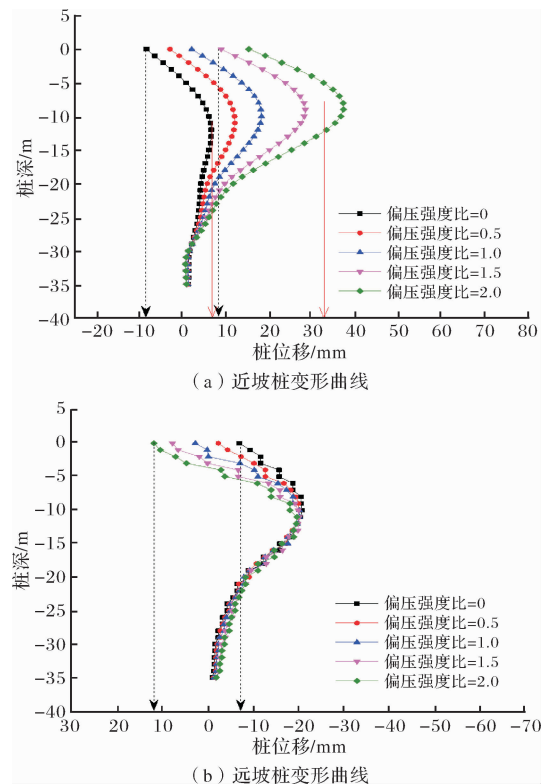 5
0
-5
-10
-15
-20
-25
-30
-35
-40
桩深/m
偏压强度比=0
偏压强度比=0.5
偏压强度比=1.0
偏压强度比=1.5
偏压强度比=2.0
-20 -10 0 10 20 30 40 50 60 70 80
桩位移/mm
(a)近坡桩变形曲线
5
0
-5
-10
-15
-20
-25
-30
-35
-40
桩深/m
偏压强度比=0
偏压强度比=0.5
偏压强度比=1.0
偏压强度比=1.5
偏压强度比=2.0
30 20 10 0 -10 -20 -30 -40 -50 -60 -70
桩位移/mm
(b)远坡桩变形曲线